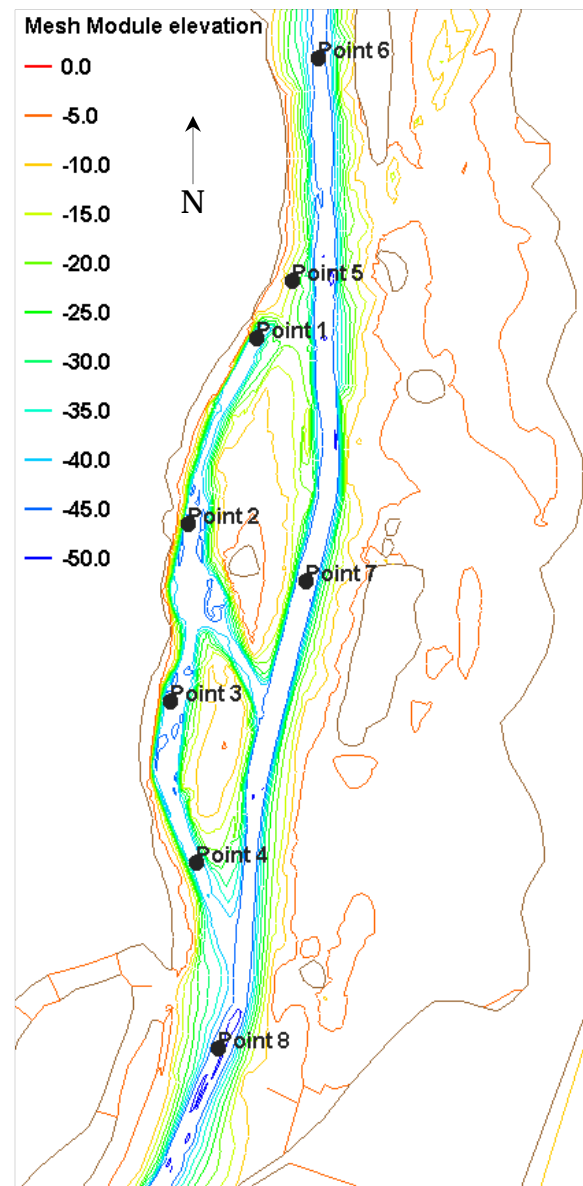 Mesh Module elevation
0.0
-5.0
-10.0
-15.0
-20.0
-25.0
-30.0
-35.0
-40.0
-45.0
-50.0
N
Point 6
Point 5
Point 1
Point 2
Point 7
Point 3
Point 4
Point 8